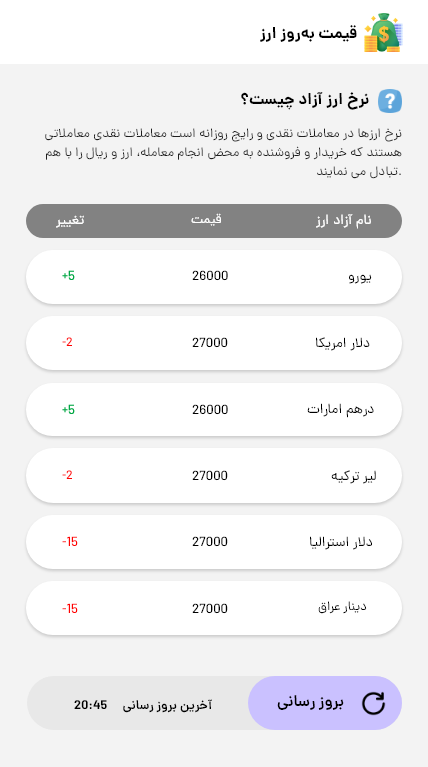 قیمت به‌روز ارز
نرخ ارز آزاد چیست؟
نرخ ارزها در معاملات نقدی و رایج روزانه است معاملات نقدی معاملاتی
هستند که خریدار و فروشنده به محض انجام معامله، ارز و ریال را با هم
تبادل می نمایند.
نام آزاد ارز قیمت تغییر
یورو 26000 +5
دلار امریکا 27000 -2
درهم امارات 26000 +5
لیر ترکیه 27000 -2
دلار استرالیا 27000 -15
دینار عراق 27000 -15
بروز رسانی آخرین بروز رسانی 20:45